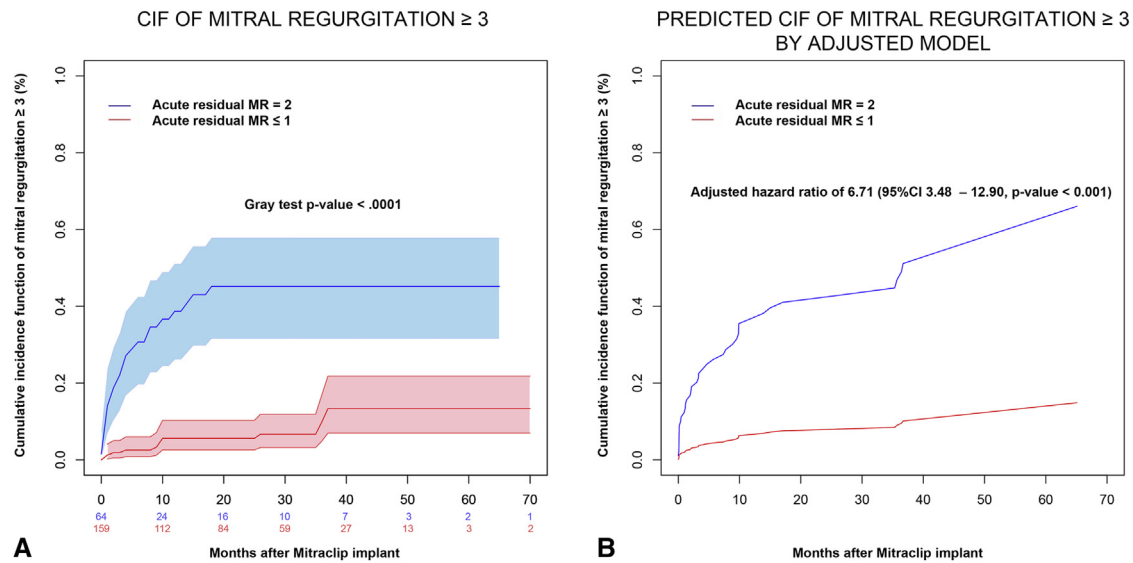 CIF OF MITRAL REGURGITATION ≥ 3
Cumulative incidence function of mitral regurgitation ≥ 3 (%)
1.0
0.8
0.6
0.4
0.2
0.0
Acute residual MR = 2
Acute residual MR ≤ 1
Gray test p-value < .0001
0 10 20 30 40 50 60 70
64 24 16 10 7 3 2 1
159 112 84 59 27 13 3 2
Months after Mitraclip implant
A
PREDICTED CIF OF MITRAL REGURGITATION ≥ 3
BY ADJUSTED MODEL
Cumulative incidence function of mitral regurgitation ≥ 3 (%)
1.0
0.8
0.6
0.4
0.2
0.0
Acute residual MR = 2
Acute residual MR ≤ 1
Adjusted hazard ratio of 6.71 (95%CI 3.48 – 12.90, p-value < 0.001)
0 10 20 30 40 50 60 70
Months after Mitraclip implant
B